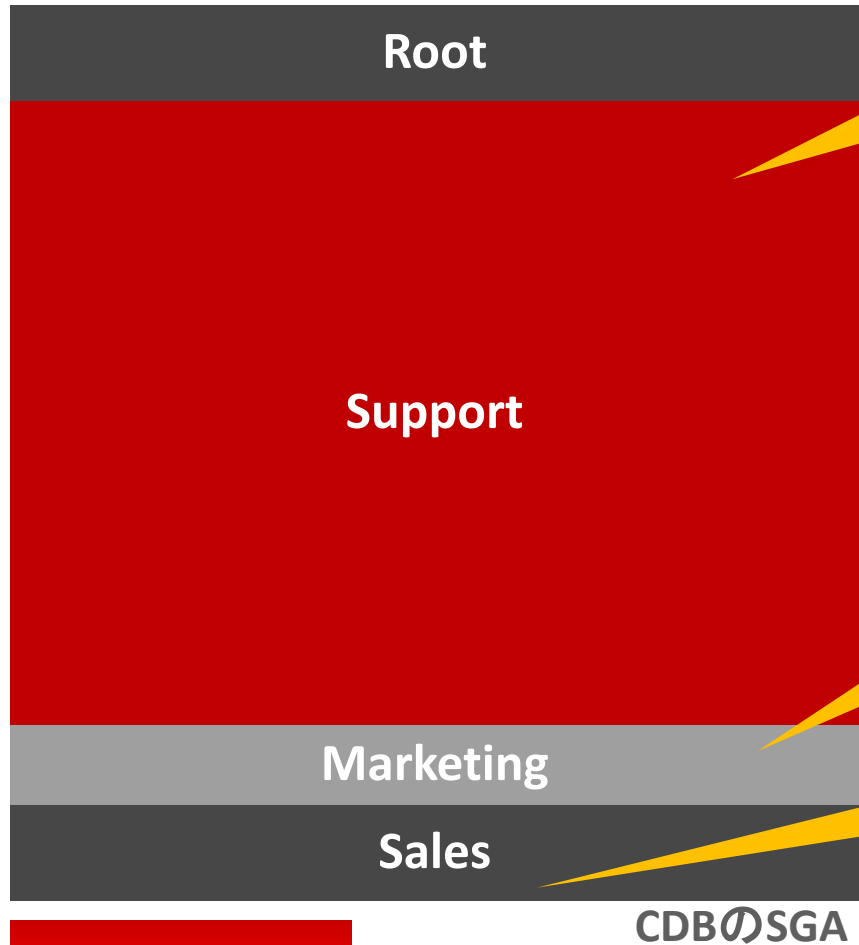 Root
Support
Marketing
Sales
CDBのSGA